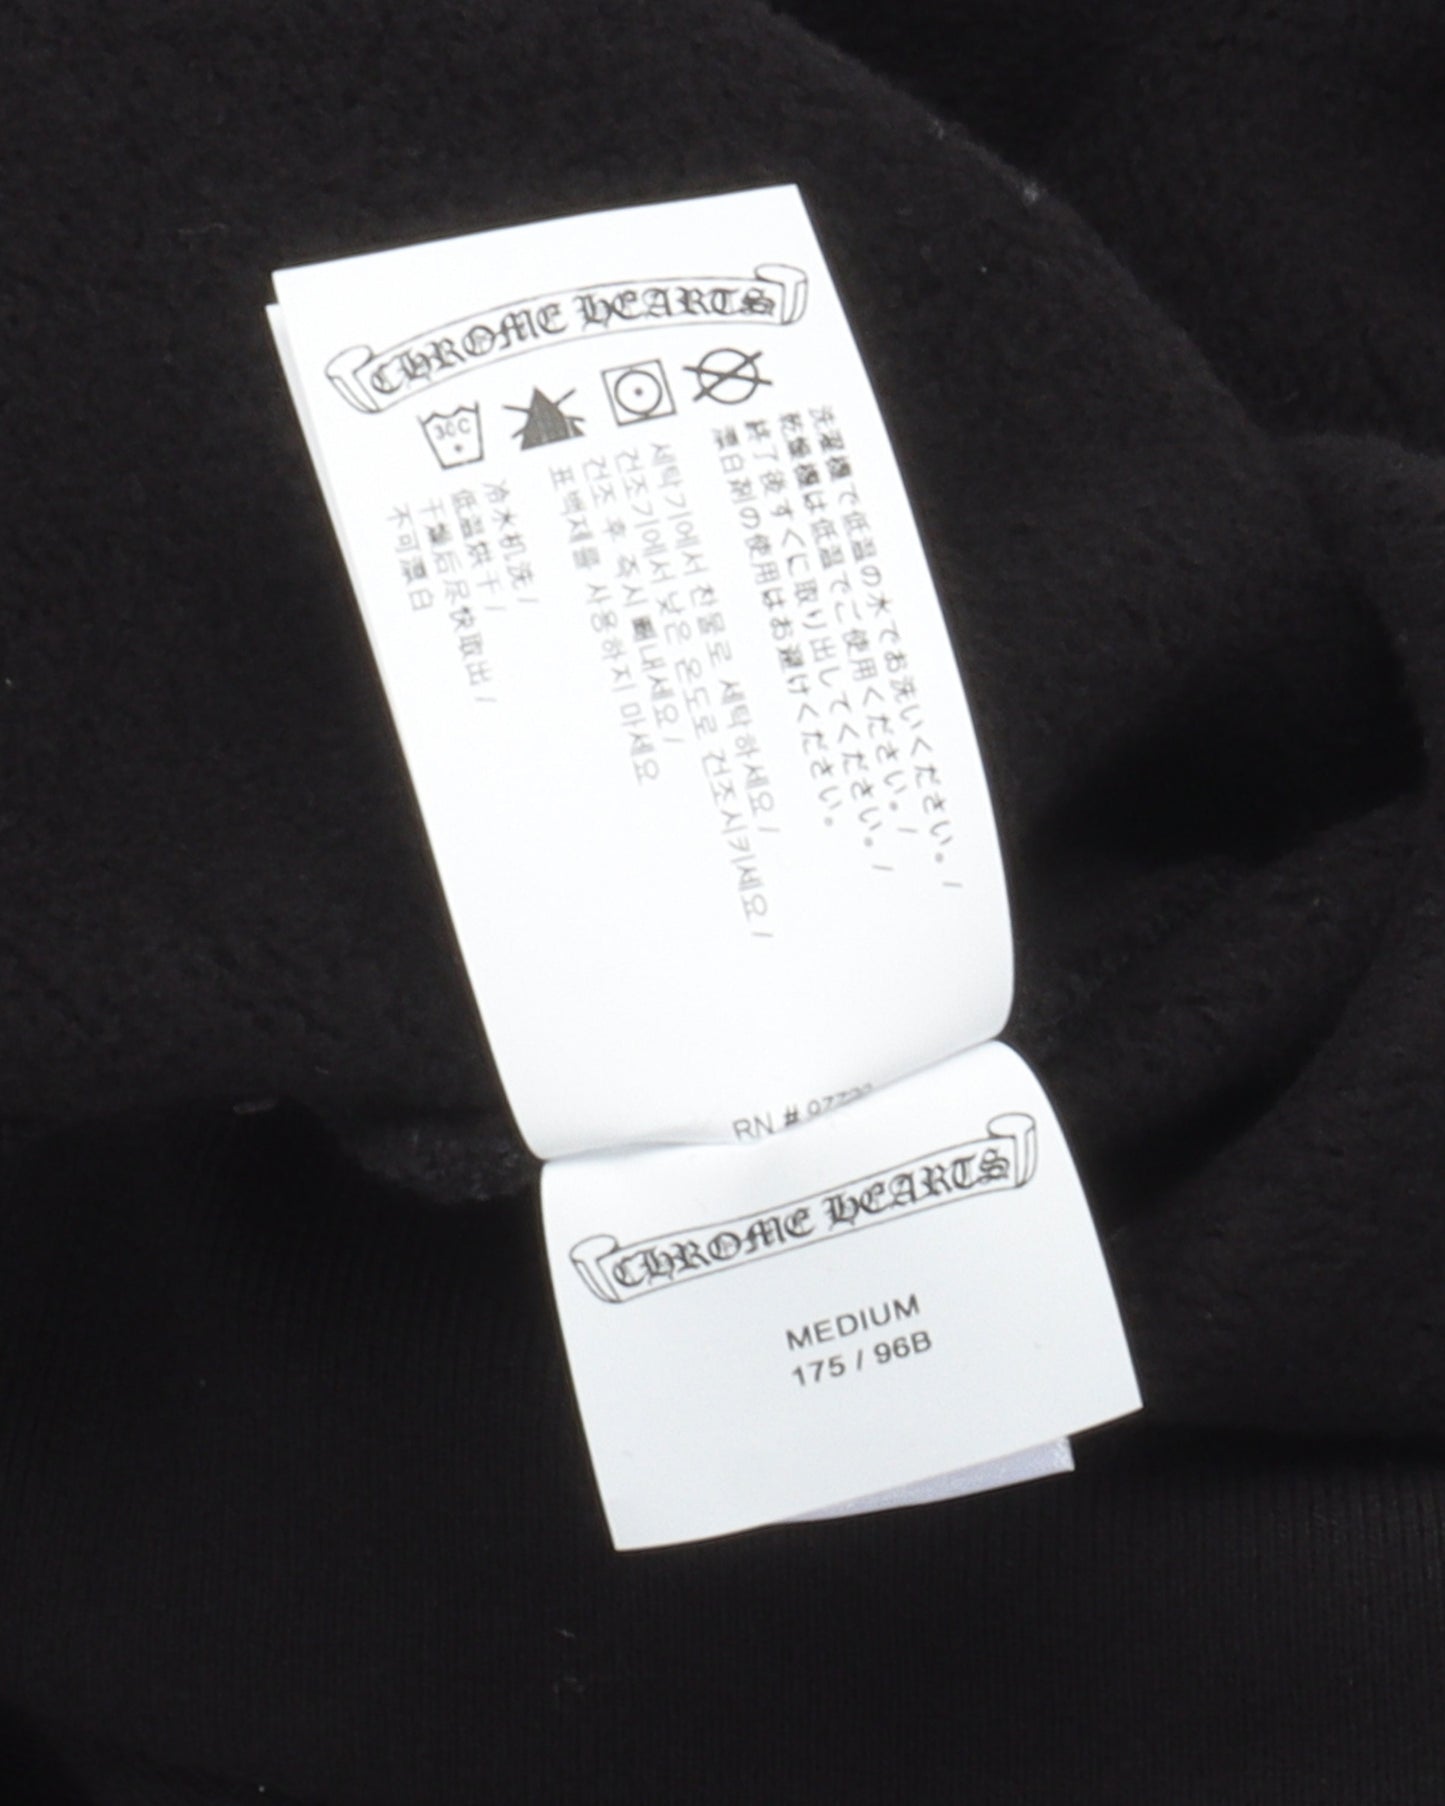 CHROME HEARTS
30C
洗濯機で低温の水でお洗いください。/
乾燥機は低温でご使用ください。/
終了後すぐに取り出してください。/
漂白剤の使用はお避けください。
세탁기에서 찬물로 세탁하세요 /
건조기에서 낮은 온도로 건조시키세요 /
건조 후 즉시 꺼내세요 /
표백제를 사용하지 마세요
冷水机洗 /
低温烘干 /
干燥后尽快取出 /
不可漂白
RN #
CHROME HEARTS
MEDIUM
175 / 96B